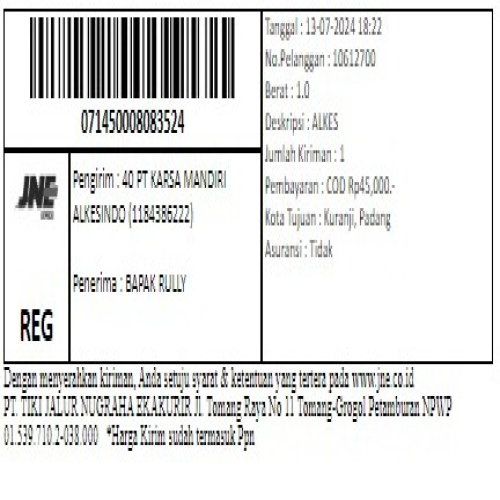 071450008083524
JNE
EXPRESS
REG
Pengirim : 40 PT KARSA MANDIRI
ALKESINDO (1184386222)
Penerima : BAPAK RULLY
Tanggal : 13-07-2024 18:22
No.Pelanggan : 10612700
Berat : 1.0
Deskripsi : ALKES
Jumlah Kiriman : 1
Pembayaran : COD Rp45,000.-
Kota Tujuan : Kuranji, Padang
Asuransi : Tidak
Dengan menyerahkan kiriman, Anda setuju syarat & ketentuan yang tertera pada www.jne.co.id
PT. TIKI JALUR NUGRAHA EKAKURIR Jl. Tomang Raya No 11 Tomang-Grogol Petamburan NPWP
01.539.710.2-038.000 *Harga Kirim sudah termasuk Ppn